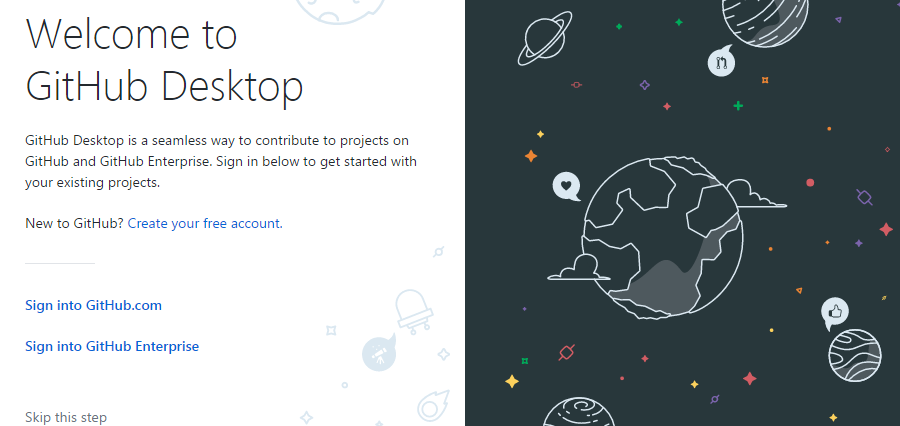 Welcome to
GitHub Desktop
GitHub Desktop is a seamless way to contribute to projects on
GitHub and GitHub Enterprise. Sign in below to get started with
your existing projects.
New to GitHub? Create your free account.
Sign into GitHub.com
Sign into GitHub Enterprise
Skip this step